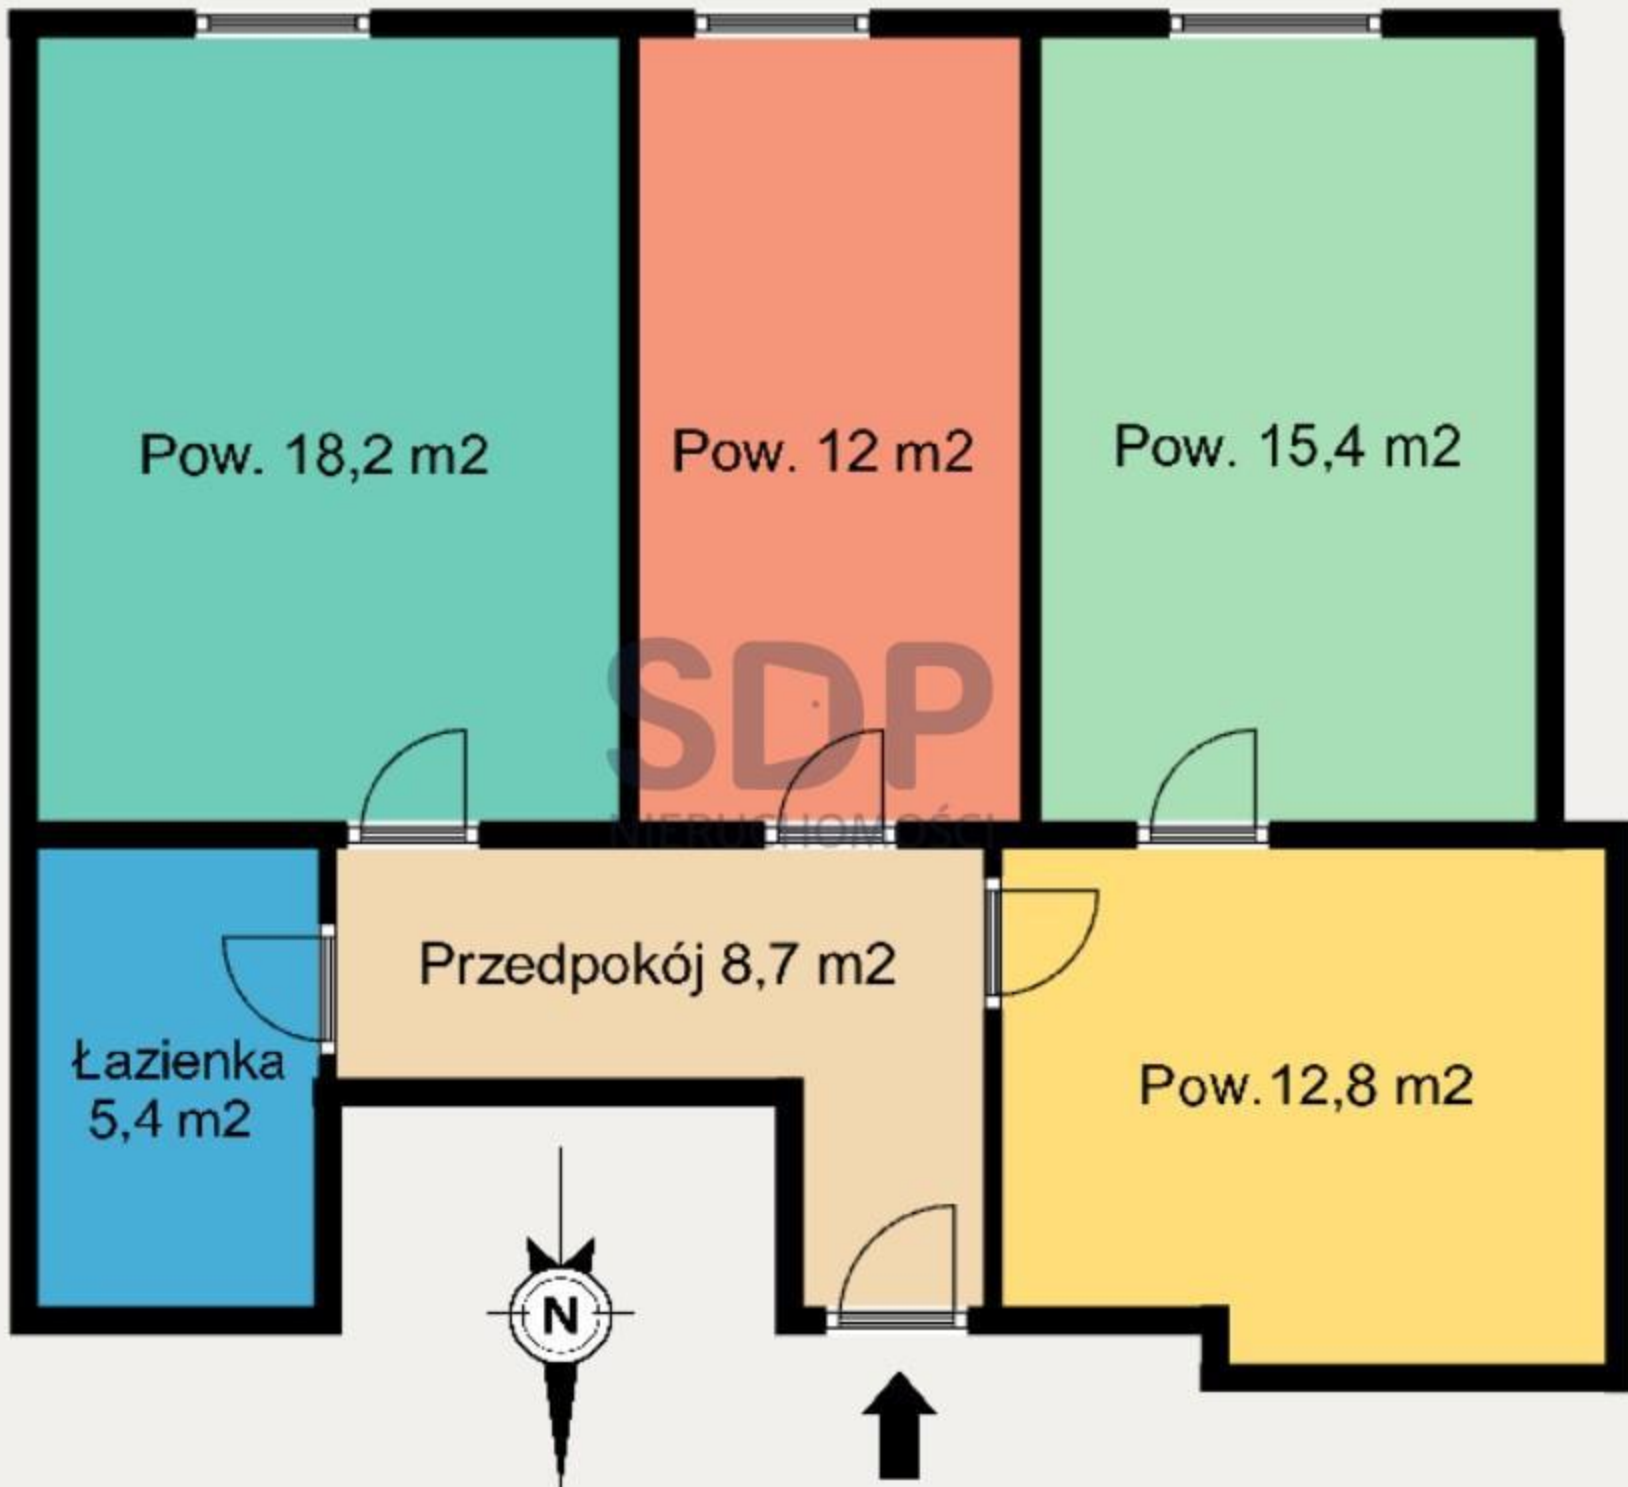 Pow. 18,2 m2
Pow. 12 m2
Pow. 15,4 m2
SDP
NIERUCHOMOŚCI
Przedpokój 8,7 m2
Łazienka
5,4 m2
Pow.12,8 m2
N